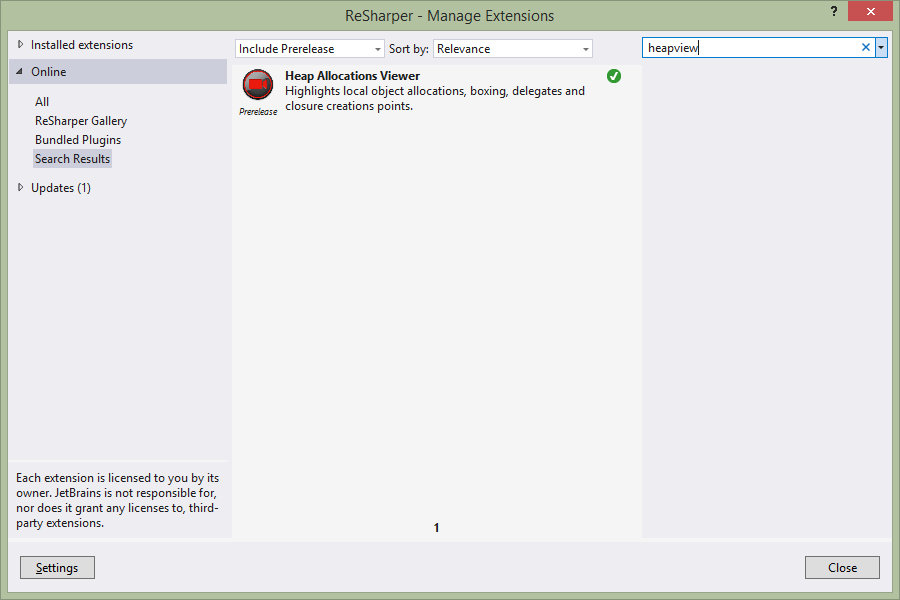 ReSharper - Manage Extensions
?
Installed extensions
Online
All
ReSharper Gallery
Bundled Plugins
Search Results
Updates (1)
Each extension is licensed to you by its
owner. JetBrains is not responsible for,
nor does it grant any licenses to, third-
party extensions.
Include Prerelease
Sort by:
Relevance
Heap Allocations Viewer
Highlights local object allocations, boxing, delegates and
closure creations points.
Prerelease
1
heapview
Settings
Close